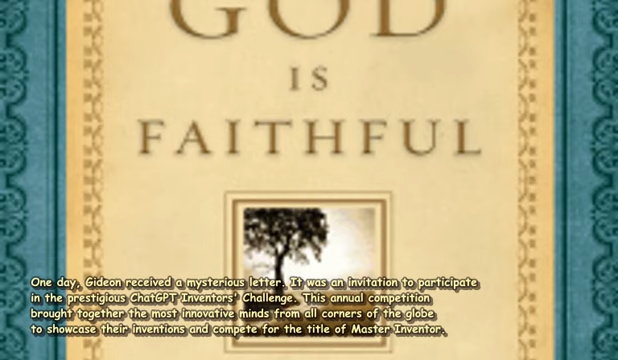 GOD
IS
FAITHFUL
One day, Gideon received a mysterious letter. It was an invitation to participate
in the prestigious ChatGPT Inventors' Challenge. This annual competition
brought together the most innovative minds from all corners of the globe
to showcase their inventions and compete for the title of Master Inventor.